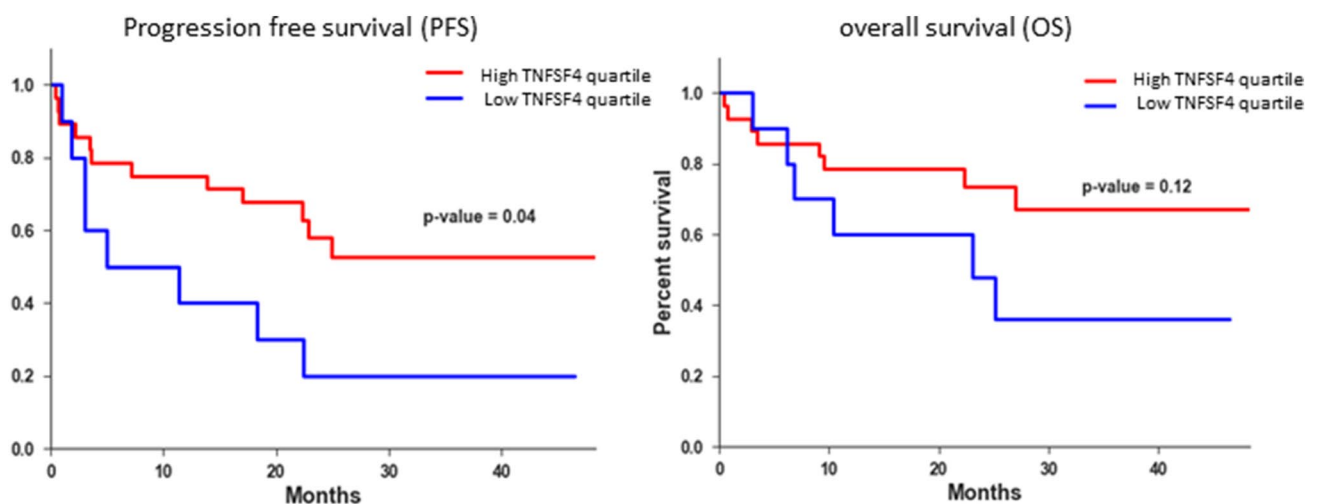 Progression free survival (PFS)
High TNFSF4 quartile
Low TNFSF4 quartile
1.0
0.8
0.6
0.4
0.2
0.0
p-value = 0.04
0 10 20 30 40
Months
overall survival (OS)
High TNFSF4 quartile
Low TNFSF4 quartile
Percent survival
1.0
0.8
0.6
0.4
0.2
0.0
p-value = 0.12
0 10 20 30 40
Months